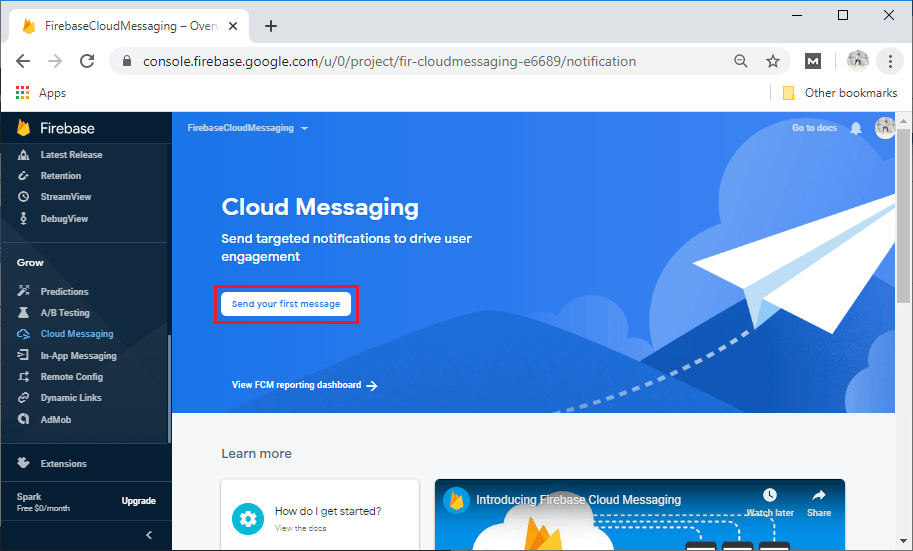 FirebaseCloudMessaging – Over
console.firebase.google.com/u/0/project/fir-cloudmessaging-e6689/notification
M
Apps
Other bookmarks
Firebase
FirebaseCloudMessaging
Go to docs
Latest Release
Retention
StreamView
DebugView
Grow
Predictions
A/B Testing
Cloud Messaging
In-App Messaging
Remote Config
Dynamic Links
AdMob
Extensions
Spark
Free $0/month
Upgrade
Cloud Messaging
Send targeted notifications to drive user
engagement
Send your first message
View FCM reporting dashboard
Learn more
How do I get started?
View the docs
Introducing Firebase Cloud Messaging
Watch later
Share